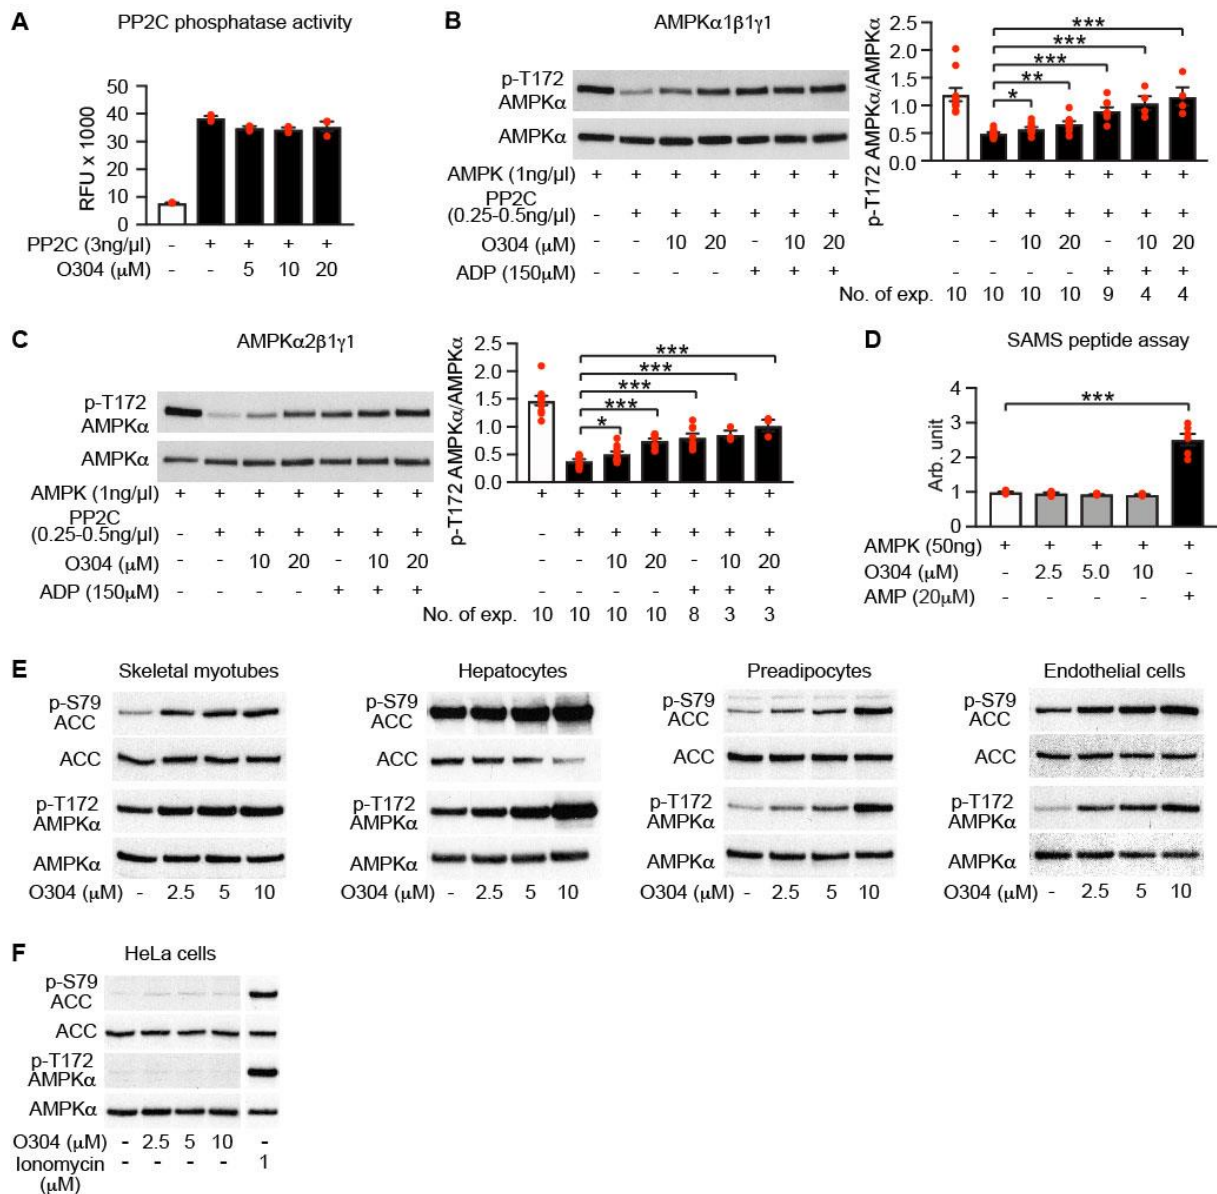 A PP2C phosphatase activity
RFU x 1000
50
40
30
20
10
0
PP2C (3ng/µl) - + + + +
O304 (µM) - - 5 10 20
B AMPKα1β1γ1
p-T172
AMPKα
AMPKα
AMPK (1ng/µl) + + + + + + +
PP2C
(0.25-0.5ng/µl) - + + + + + +
O304 (µM) - - 10 20 - 10 20
ADP (150µM) - - - - + + +
p-T172 AMPKα/AMPKα
2.5
2.0
1.5
1.0
0.5
0.0
***
***
***
**
*
+ + + + + + +
- + + + + + +
- - 10 20 - 10 20
- - - - + + +
No. of exp. 10 10 10 10 9 4 4
C AMPKα2β1γ1
p-T172
AMPKα
AMPKα
AMPK (1ng/µl) + + + + + + +
PP2C
(0.25-0.5ng/µl) - + + + + + +
O304 (µM) - - 10 20 - 10 20
ADP (150µM) - - - - + + +
p-T172 AMPKα/AMPKα
2.5
2.0
1.5
1.0
0.5
0.0
***
***
***
***
*
+ + + + + + +
- + + + + + +
- - 10 20 - 10 20
- - - - + + +
No. of exp. 10 10 10 10 8 3 3
D SAMS peptide assay
Arb. unit
4
3
2
1
0
***
AMPK (50ng) + + + + +
O304 (µM) - 2.5 5.0 10 -
AMP (20µM) - - - - +
E Skeletal myotubes
p-S79
ACC
ACC
p-T172
AMPKα
AMPKα
O304 (µM) - 2.5 5 10
Hepatocytes
p-S79
ACC
ACC
p-T172
AMPKα
AMPKα
O304 (µM) - 2.5 5 10
Preadipocytes
p-S79
ACC
ACC
p-T172
AMPKα
AMPKα
O304 (µM) - 2.5 5 10
Endothelial cells
p-S79
ACC
ACC
p-T172
AMPKα
AMPKα
O304 (µM) - 2.5 5 10
F HeLa cells
p-S79
ACC
ACC
p-T172
AMPKα
AMPKα
O304 (µM) - 2.5 5 10 -
Ionomycin - - - - 1
(µM)